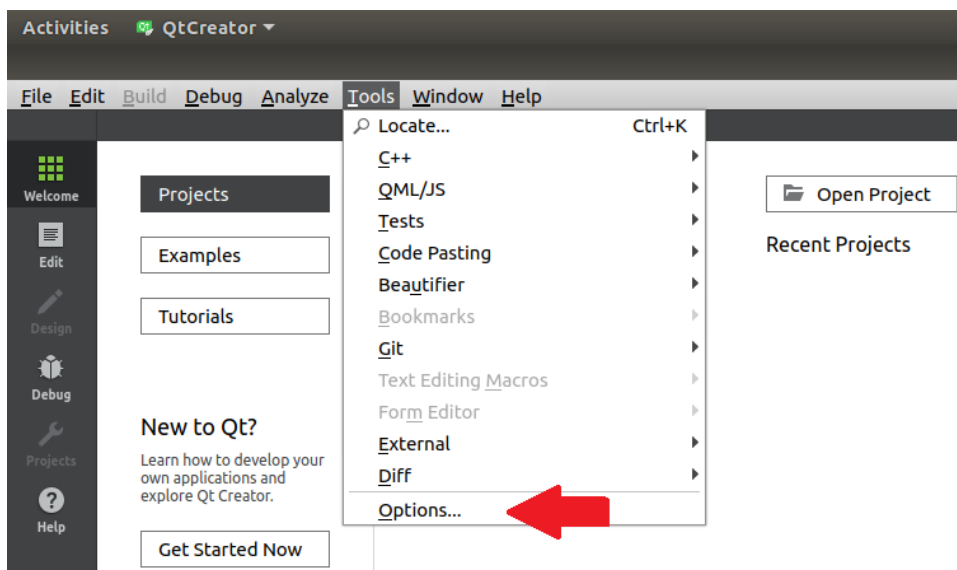 Activities QtCreator
File Edit Build Debug Analyze Tools Window Help
Locate... Ctrl+K
C++
QML/JS
Tests
Code Pasting
Beautifier
Bookmarks
Git
Text Editing Macros
Form Editor
External
Diff
Options...
Welcome
Edit
Design
Debug
Projects
Help
Projects
Examples
Tutorials
New to Qt?
Learn how to develop your
own applications and
explore Qt Creator.
Get Started Now
Open Project
Recent Projects